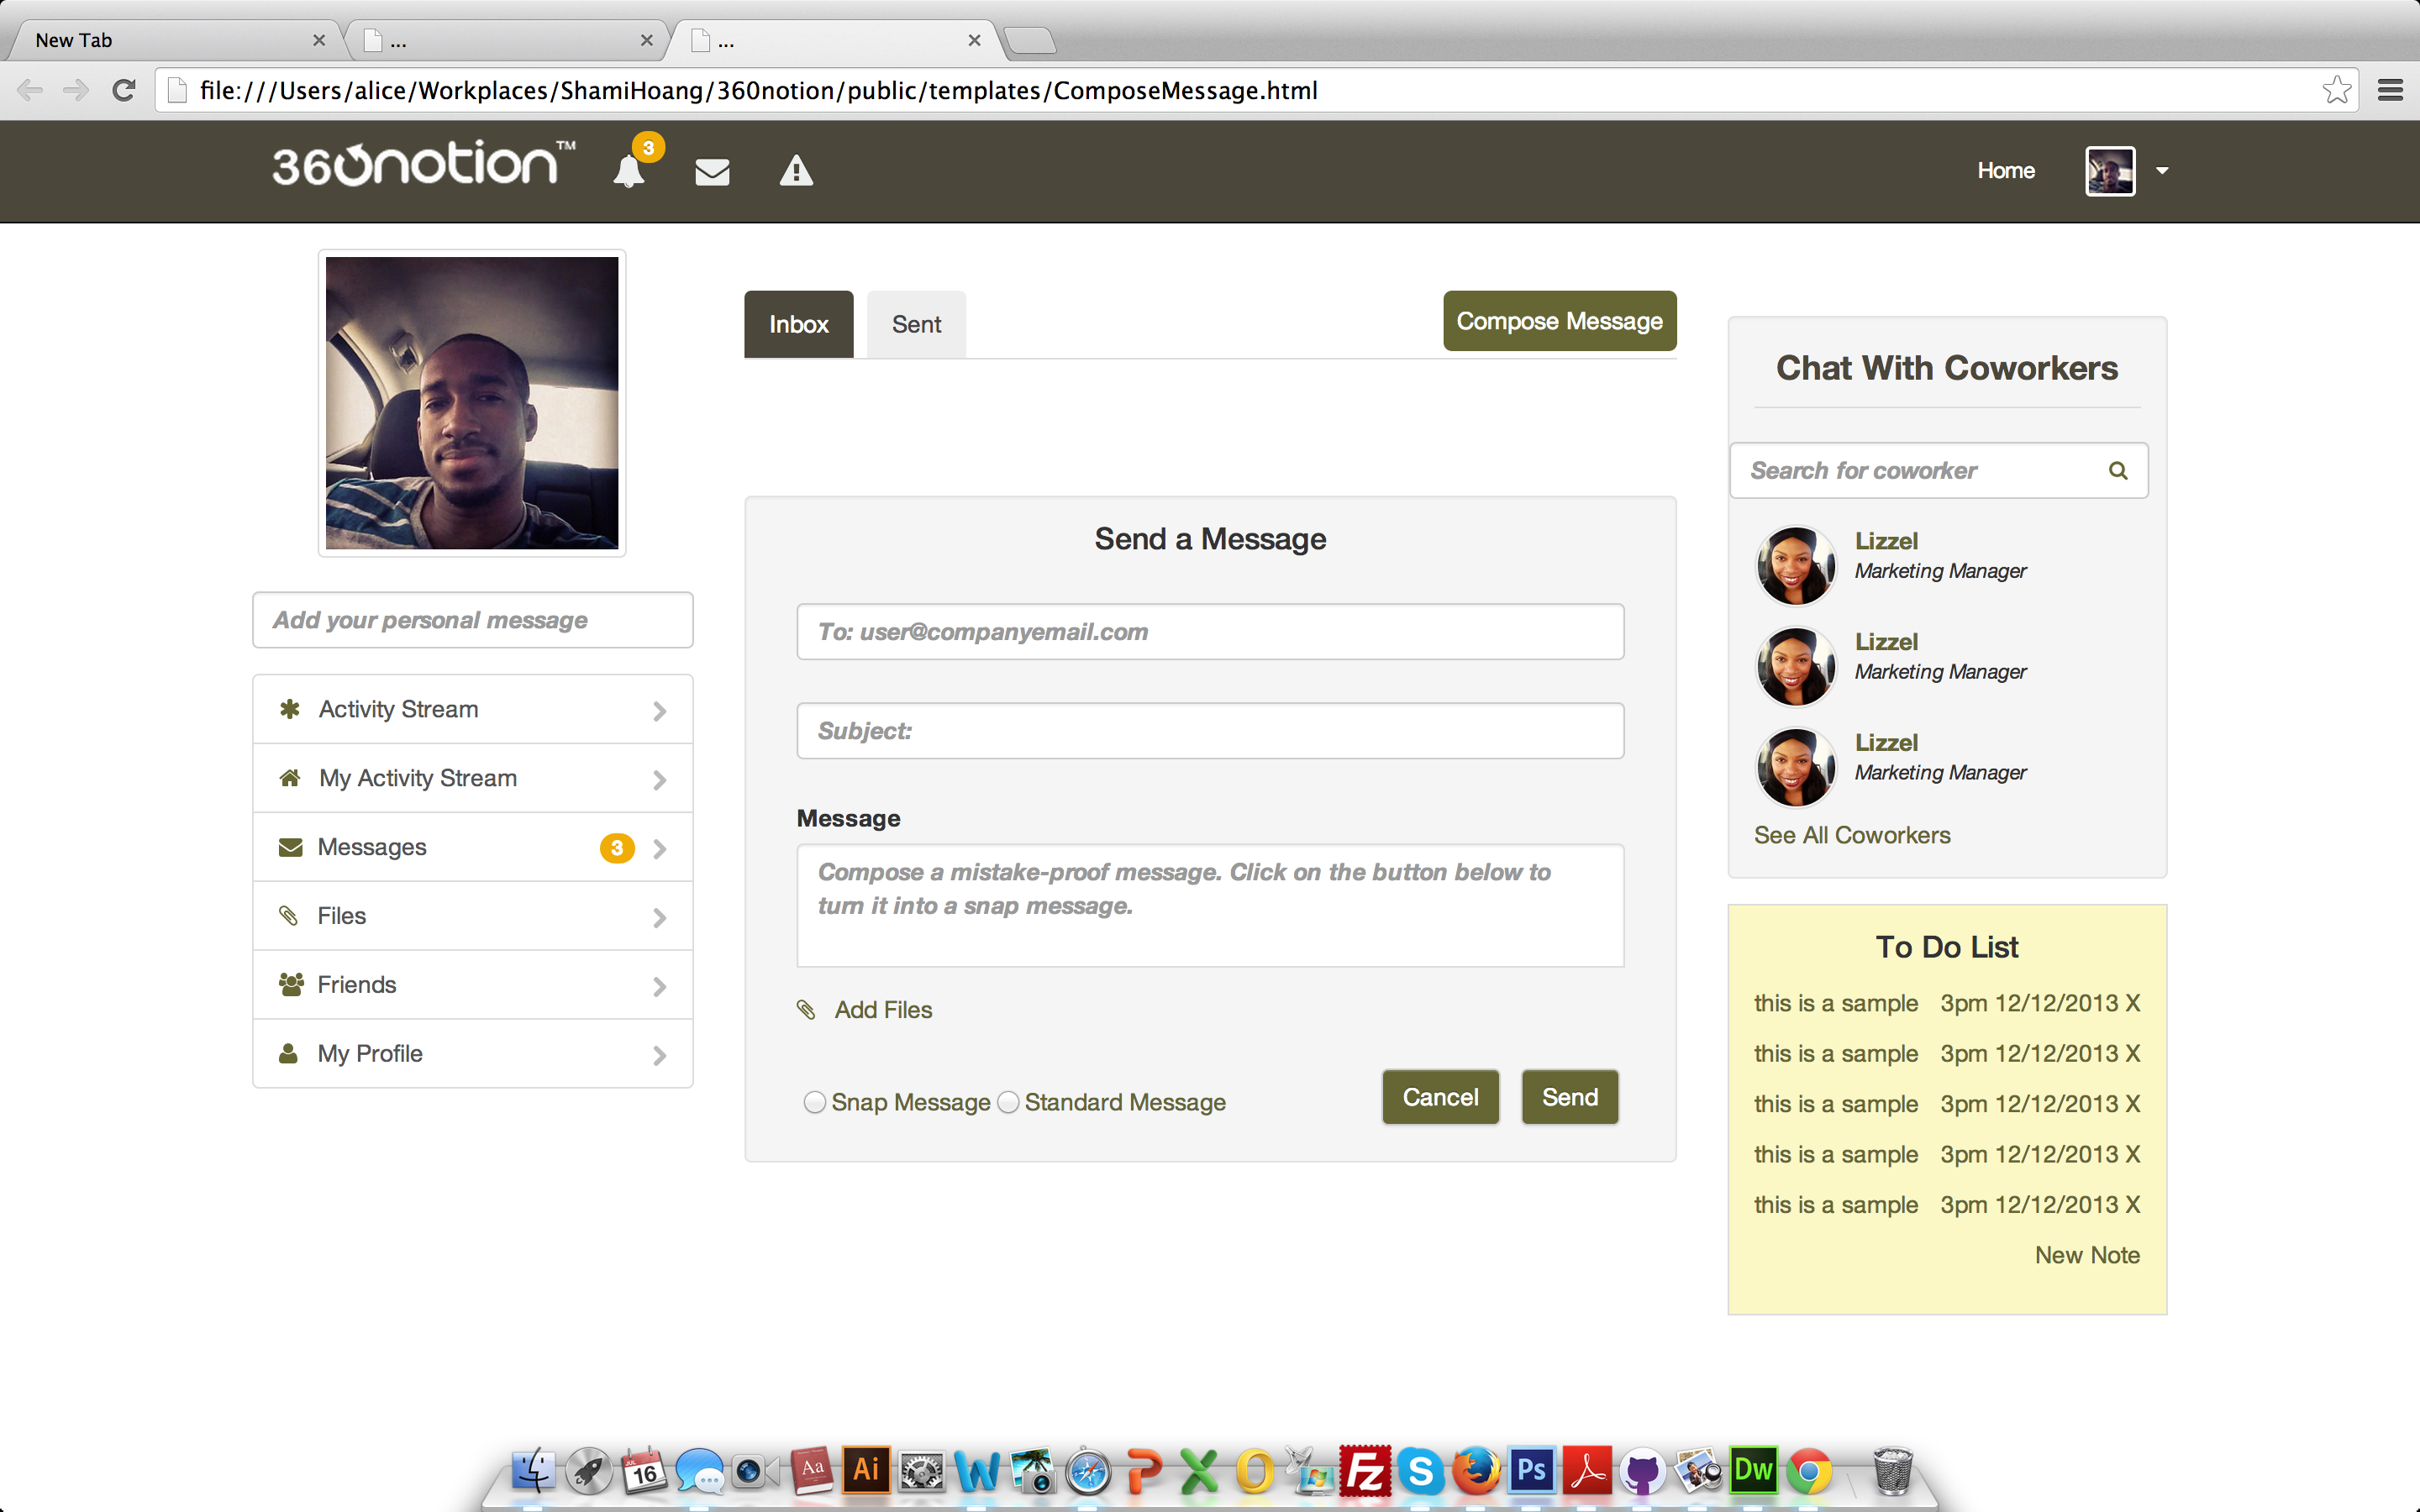 New Tab
...
...
file:///Users/alice/Workplaces/ShamiHoang/360notion/public/templates/ComposeMessage.html
360notion™
3
Home
Inbox
Sent
Compose Message
Add your personal message
Activity Stream
My Activity Stream
Messages
3
Files
Friends
My Profile
Send a Message
To: user@companyemail.com
Subject:
Message
Compose a mistake-proof message. Click on the button below to
turn it into a snap message.
Add Files
Snap Message
Standard Message
Cancel
Send
Chat With Coworkers
Search for coworker
Lizzel
Marketing Manager
Lizzel
Marketing Manager
Lizzel
Marketing Manager
See All Coworkers
To Do List
this is a sample 3pm 12/12/2013 X
this is a sample 3pm 12/12/2013 X
this is a sample 3pm 12/12/2013 X
this is a sample 3pm 12/12/2013 X
this is a sample 3pm 12/12/2013 X
New Note
JUL
16
Aa
Ai
W
P
X
O
Fz
S
Ps
Dw